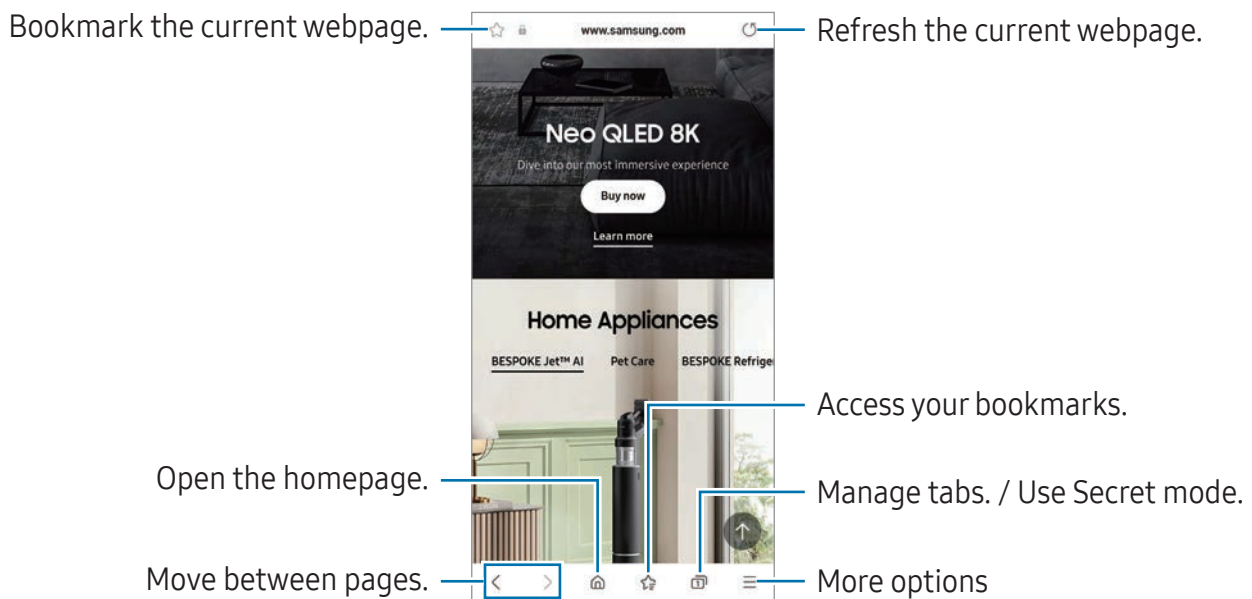 Bookmark the current webpage.
www.samsung.com
Refresh the current webpage.
Neo QLED 8K
Dive into our most immersive experience
Buy now
Learn more
Home Appliances
BESPOKE Jet™ AI
Pet Care
BESPOKE Refrige
Access your bookmarks.
Open the homepage.
Manage tabs. / Use Secret mode.
Move between pages.
1
More options